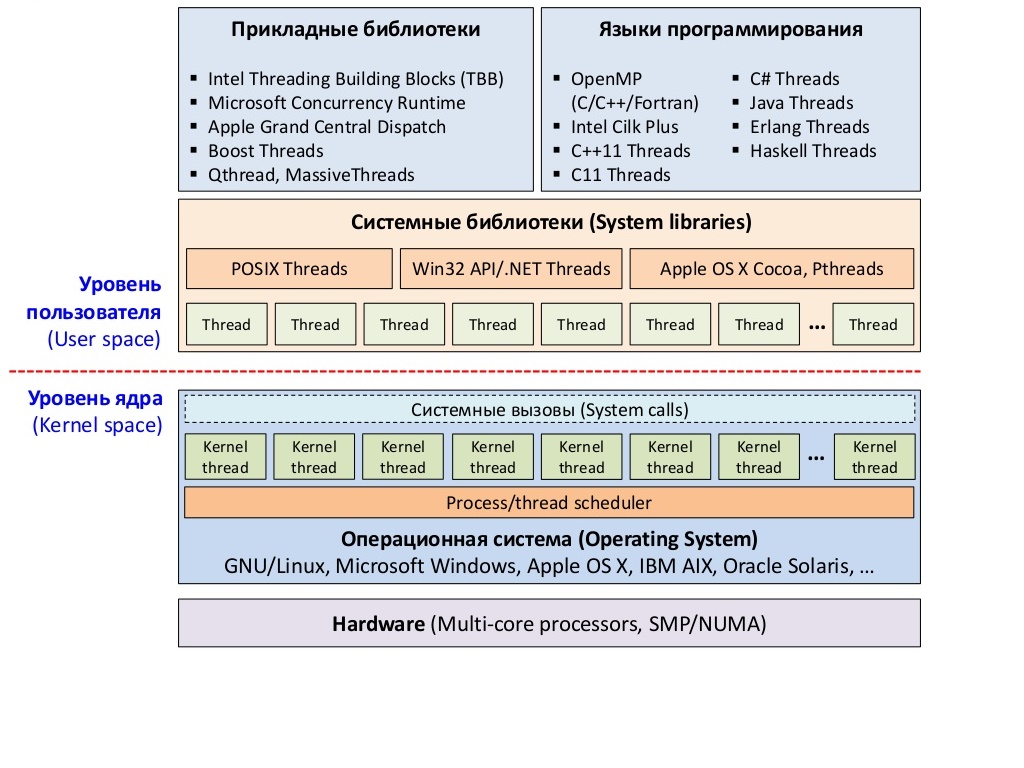 Прикладные библиотеки
▪ Intel Threading Building Blocks (TBB)
▪ Microsoft Concurrency Runtime
▪ Apple Grand Central Dispatch
▪ Boost Threads
▪ Qthread, MassiveThreads
Языки программирования
▪ OpenMP
(C/C++/Fortran)
▪ Intel Cilk Plus
▪ C++11 Threads
▪ C11 Threads
▪ C# Threads
▪ Java Threads
▪ Erlang Threads
▪ Haskell Threads
Системные библиотеки (System libraries)
POSIX Threads
Win32 API/.NET Threads
Apple OS X Cocoa, Pthreads
Thread Thread Thread Thread Thread Thread Thread ... Thread
Уровень
пользователя
(User space)
Уровень ядра
(Kernel space)
Системные вызовы (System calls)
Kernel Kernel Kernel Kernel Kernel Kernel Kernel ... Kernel
thread thread thread thread thread thread thread thread
Process/thread scheduler
Операционная система (Operating System)
GNU/Linux, Microsoft Windows, Apple OS X, IBM AIX, Oracle Solaris, …
Hardware (Multi-core processors, SMP/NUMA)